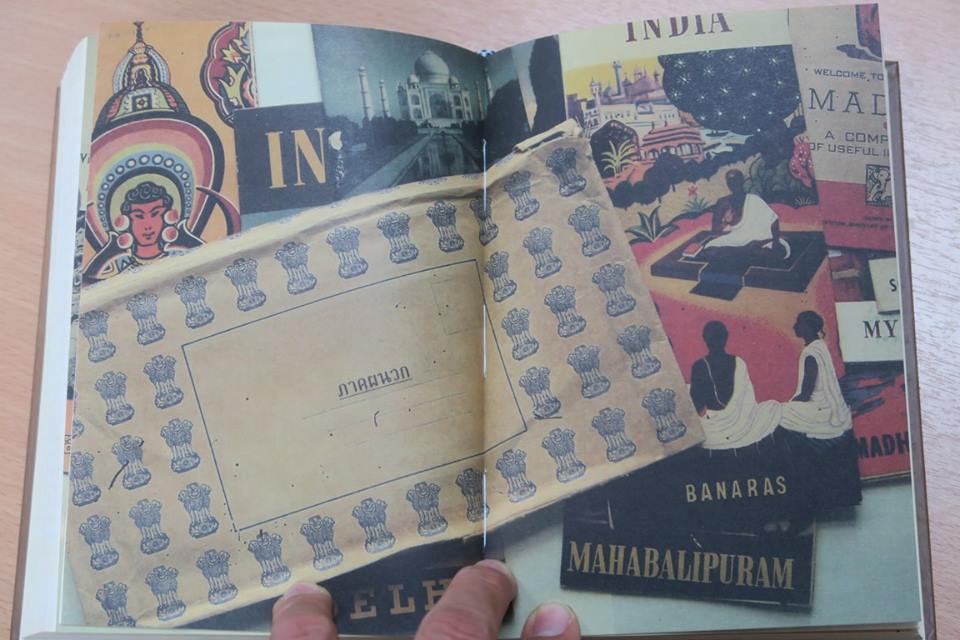 INDIA
WELCOME TO
MAD
A COMP
OF USEFUL I
IN
ภาคผนวก
MY
MADH
BANARAS
MAHABALIPURAM
DELH